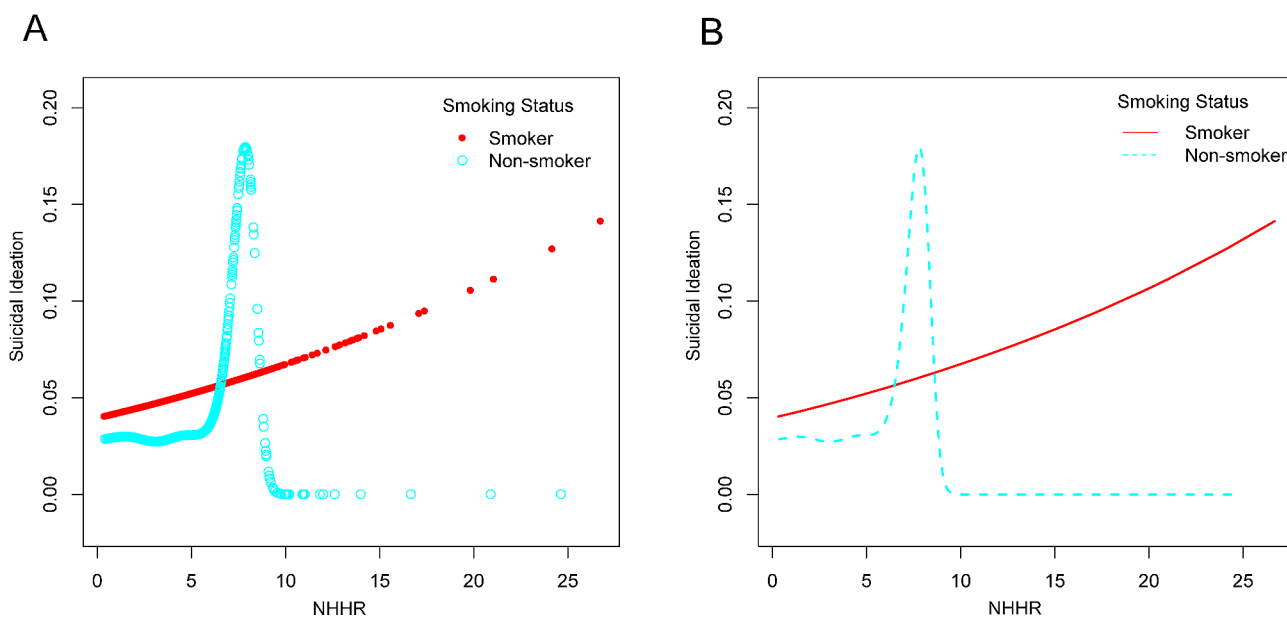 A
Suicidal Ideation
0.20
0.15
0.10
0.05
0.00
Smoking Status
Smoker
Non-smoker
0 5 10 15 20 25
NHHR
B
Suicidal Ideation
0.20
0.15
0.10
0.05
0.00
Smoking Status
Smoker
Non-smoker
0 5 10 15 20 25
NHHR